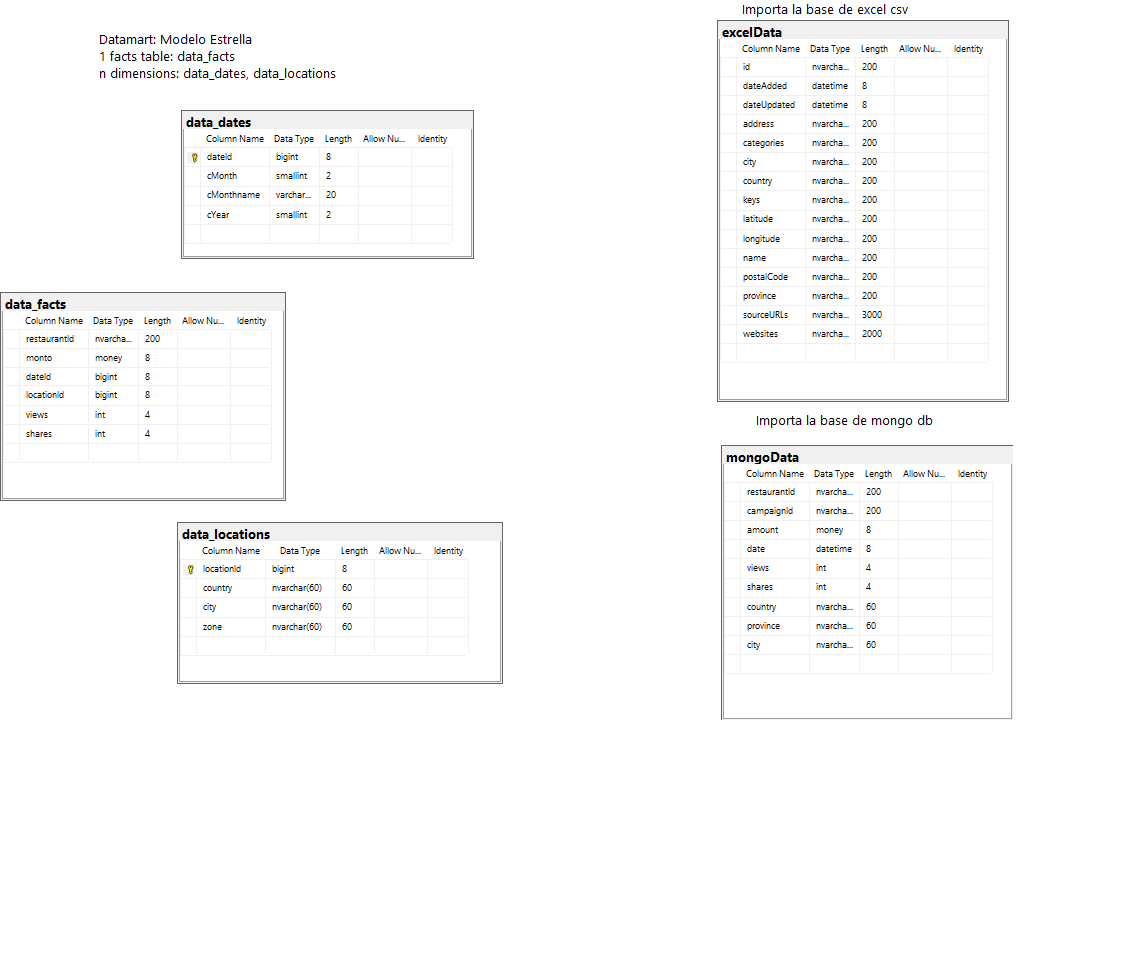 Importa la base de excel csv
Datamart: Modelo Estrella
1 facts table: data_facts
n dimensions: data_dates, data_locations
excelData
Column Name Data Type Length Allow Nu... Identity
id nvarcha... 200
dateAdded datetime 8
dateUpdated datetime 8
address nvarcha... 200
categories nvarcha... 200
city nvarcha... 200
country nvarcha... 200
keys nvarcha... 200
latitude nvarcha... 200
longitude nvarcha... 200
name nvarcha... 200
postalCode nvarcha... 200
province nvarcha... 200
sourceURLs nvarcha... 3000
websites nvarcha... 2000
data_dates
Column Name Data Type Length Allow Nu... Identity
dateId bigint 8
cMonth smallint 2
cMonthname varchar... 20
cYear smallint 2
data_facts
Column Name Data Type Length Allow Nu... Identity
restaurantId nvarcha... 200
monto money 8
dateId bigint 8
locationId bigint 8
views int 4
shares int 4
Importa la base de mongo db
mongoData
Column Name Data Type Length Allow Nu... Identity
restaurantId nvarcha... 200
campaignId nvarcha... 200
amount money 8
date datetime 8
views int 4
shares int 4
country nvarcha... 60
province nvarcha... 60
city nvarcha... 60
data_locations
Column Name Data Type Length Allow Nu... Identity
locationId bigint 8
country nvarchar(60) 60
city nvarchar(60) 60
zone nvarchar(60) 60